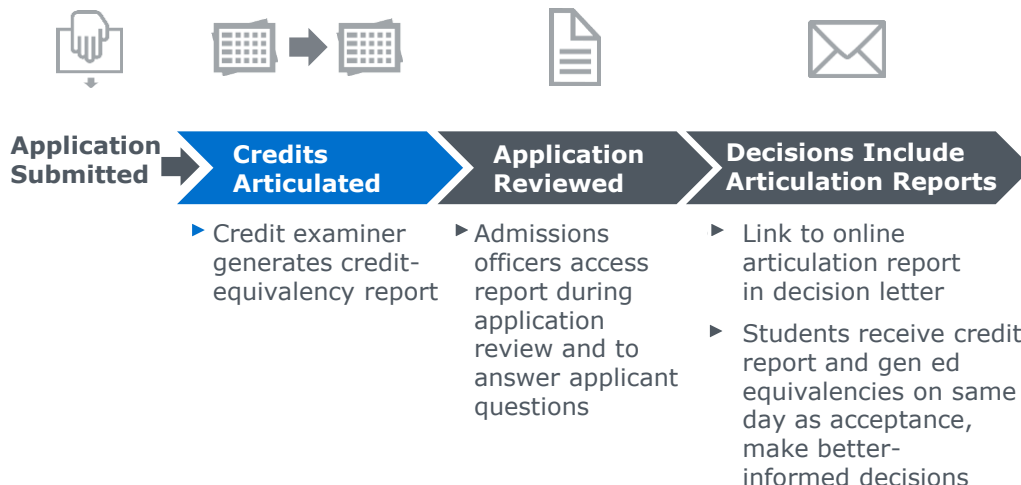 Application
Submitted
Credits
Articulated
Application
Reviewed
Decisions Include
Articulation Reports
Credit examiner
generates credit-
equivalency report
Admissions
officers access
report during
application
review and to
answer applicant
questions
Link to online
articulation report
in decision letter
Students receive credit
report and gen ed
equivalencies on same
day as acceptance,
make better-
informed decisions